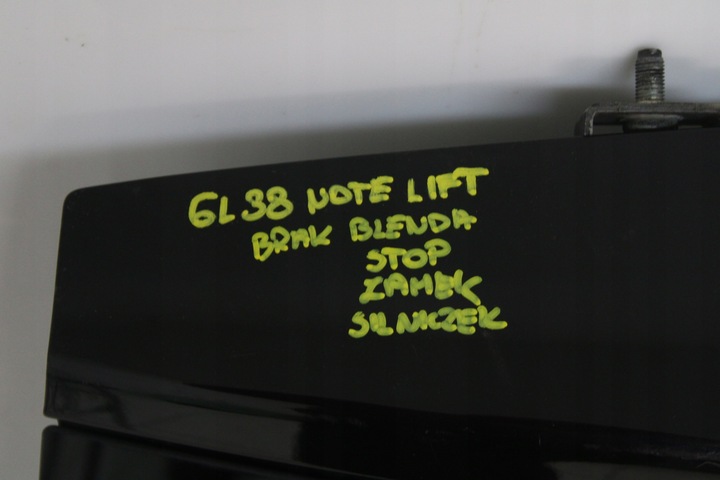 GL38 NOTE LIFT
BRAK BLENDA
STOP
ZAMEK
SILNICZEK